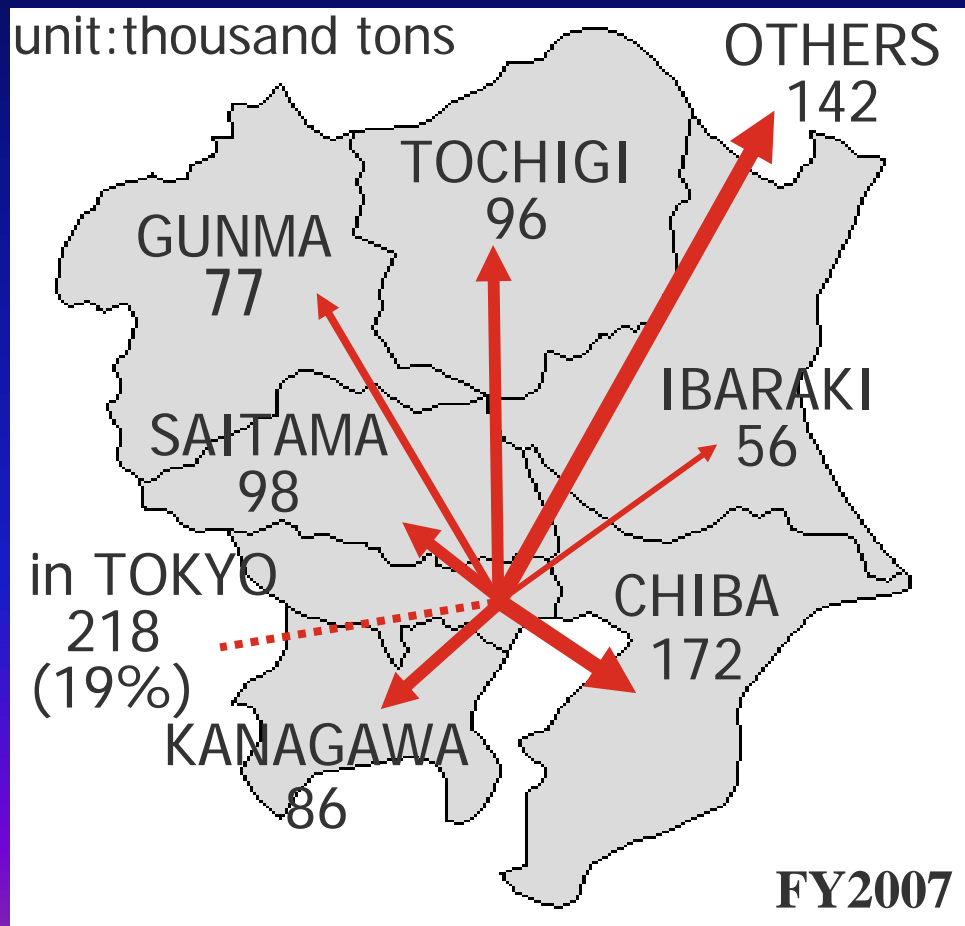 unit:thousand tons
OTHERS
142
TOCHIGI
96
GUNMA
77
IBARAKI
56
SAITAMA
98
in TOKYO
218
(19%)
CHIBA
172
KANAGAWA
86
FY2007